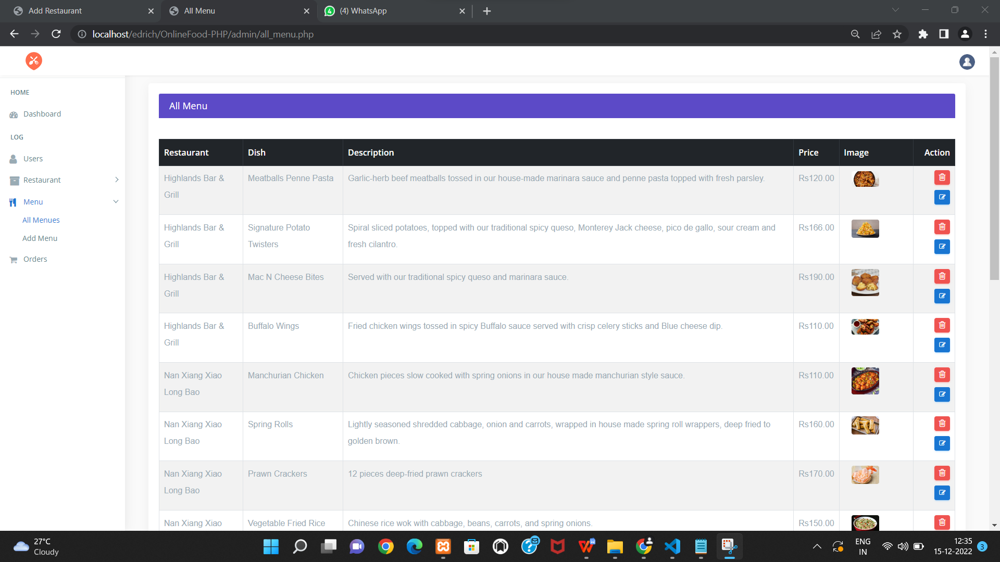 Add Restaurant
All Menu
(4) WhatsApp
localhost/edrich/OnlineFood-PHP/admin/all_menu.php
HOME
Dashboard
LOG
Users
Restaurant
Menu
All Menues
Add Menu
Orders
All Menu
Restaurant Dish Description Price Image Action
Highlands Bar & Meatballs Penne Pasta Garlic-herb beef meatballs tossed in our house-made marinara sauce and penne pasta topped with fresh parsley. Rs120.00
Grill
Highlands Bar & Signature Potato Spiral sliced potatoes, topped with our traditional spicy queso, Monterey Jack cheese, pico de gallo, sour cream and Rs166.00
Grill Twisters fresh cilantro.
Highlands Bar & Mac N Cheese Bites Served with our traditional spicy queso and marinara sauce. Rs190.00
Grill
Highlands Bar & Buffalo Wings Fried chicken wings tossed in spicy Buffalo sauce served with crisp celery sticks and Blue cheese dip. Rs110.00
Grill
Nan Xiang Xiao Manchurian Chicken Chicken pieces slow cooked with spring onions in our house made manchurian style sauce. Rs110.00
Long Bao
Nan Xiang Xiao Spring Rolls Lightly seasoned shredded cabbage, onion and carrots, wrapped in house made spring roll wrappers, deep fried to Rs160.00
Long Bao golden brown.
Nan Xiang Xiao Prawn Crackers 12 pieces deep-fried prawn crackers Rs170.00
Long Bao
Nan Xiang Xiao Vegetable Fried Rice Chinese rice wok with cabbage, beans, carrots, and spring onions. Rs150.00
27°C
Cloudy
ENG
IN
12:35
15-12-2022
3